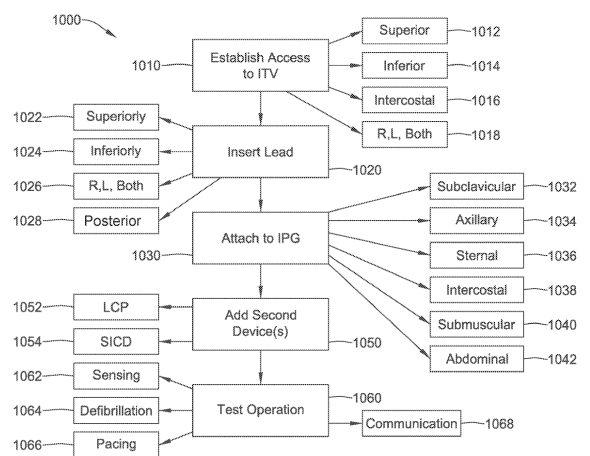 1000
Establish Access
to ITV
1010
Superior
1012
Inferior
1014
Intercostal
1016
R,L, Both
1018
1022
Superiorly
1024
Inferiorly
1026
R,L, Both
1028
Posterior
Insert Lead
1020
Attach to IPG
1030
Subclavicular
1032
Axillary
1034
Sternal
1036
Intercostal
1038
Submuscular
1040
Abdominal
1042
1052
LCP
1054
SICD
Add Second
Device(s)
1050
1062
Sensing
1064
Defibrillation
1066
Pacing
Test Operation
1060
Communication
1068